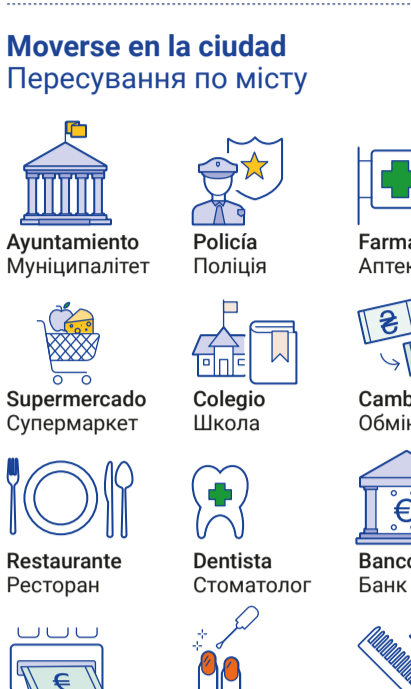 Moverse en la ciudad
Пересування по місту
Ayuntamiento
Муніципалітет
Policía
Поліція
Supermercado
Супермаркет
Colegio
Школа
₴
Restaurante
Ресторан
Dentista
Стоматолог
€
Banco
Банк
€